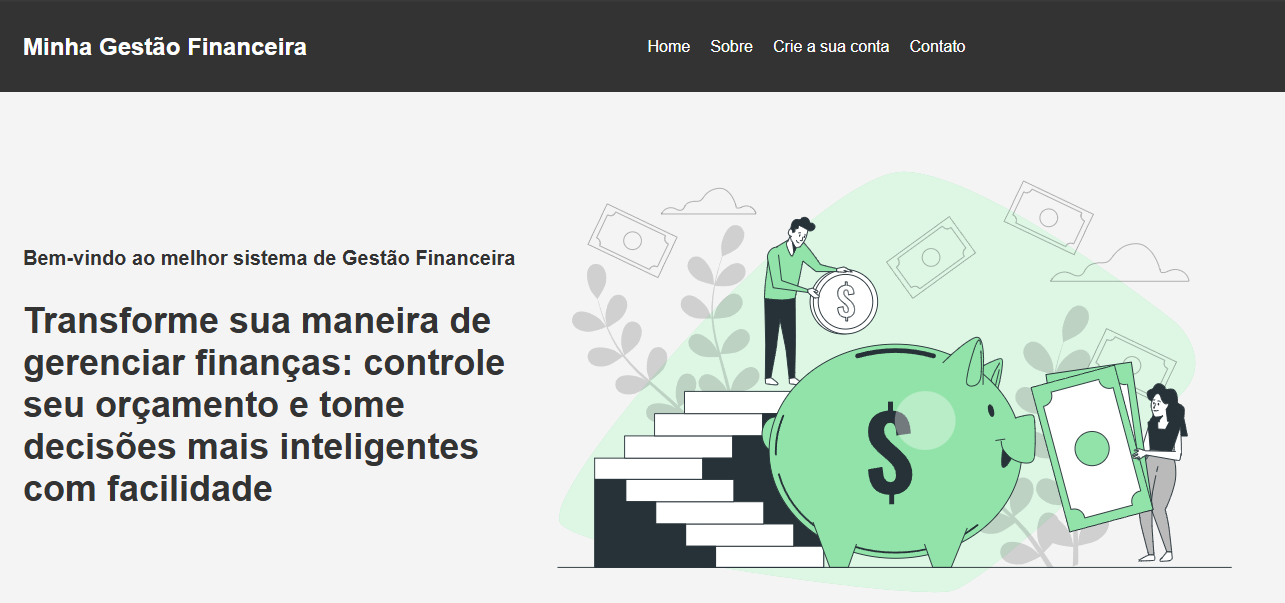 Minha Gestão Financeira
Home Sobre Crie a sua conta Contato
Bem-vindo ao melhor sistema de Gestão Financeira
Transforme sua maneira de
gerenciar finanças: controle
seu orçamento e tome
decisões mais inteligentes
com facilidade
$
$